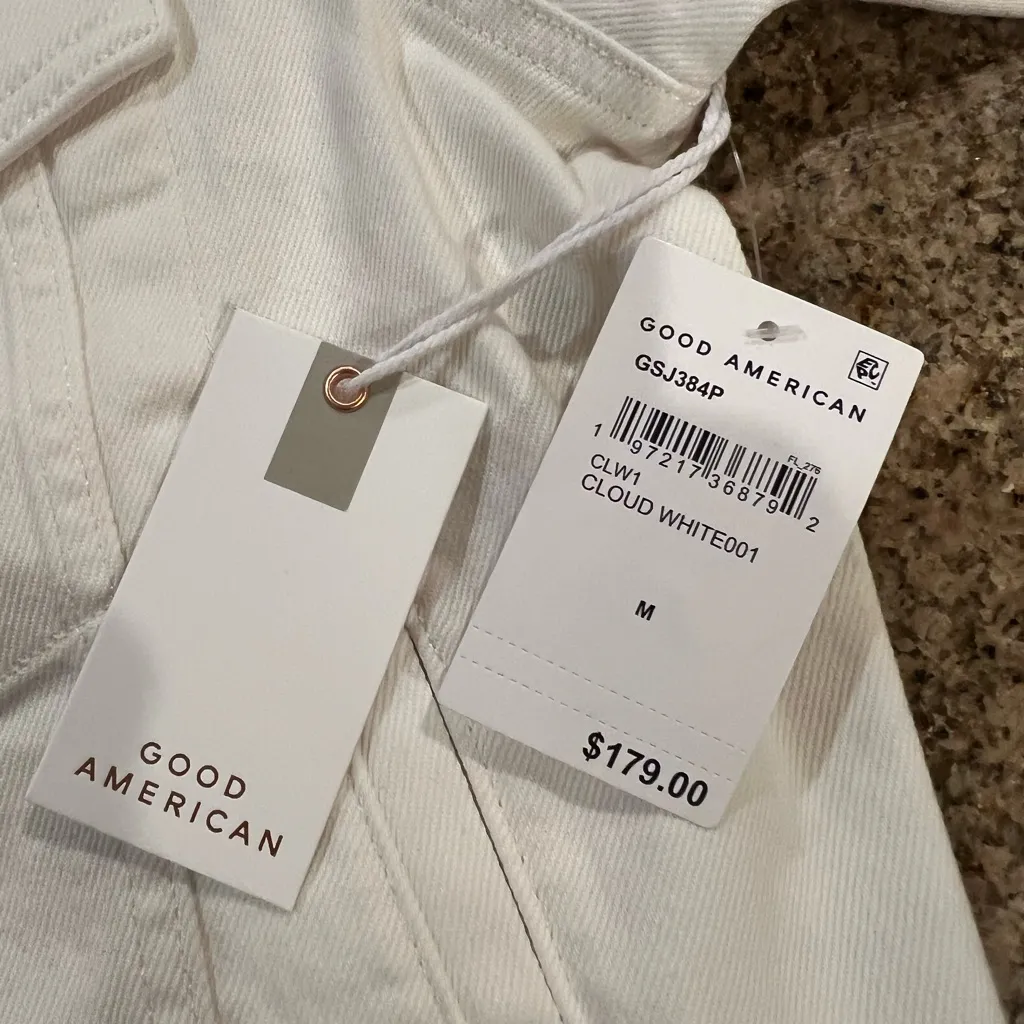 GOOD
AMERICAN
GOOD AMERICAN
GSJ384P
FL_276
1 97217 36879 2
CLW1
CLOUD WHITE001
M
$179.00